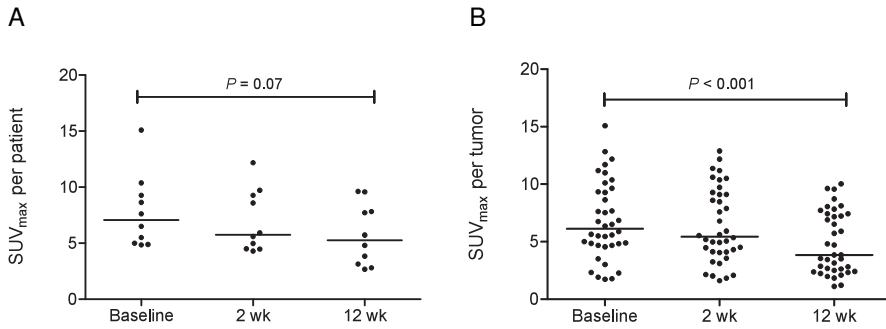 A
B
P = 0.07
P < 0.001
SUVmax per patient
20
15
10
5
0
Baseline
2 wk
12 wk
SUVmax per tumor
20
15
10
5
0
Baseline
2 wk
12 wk